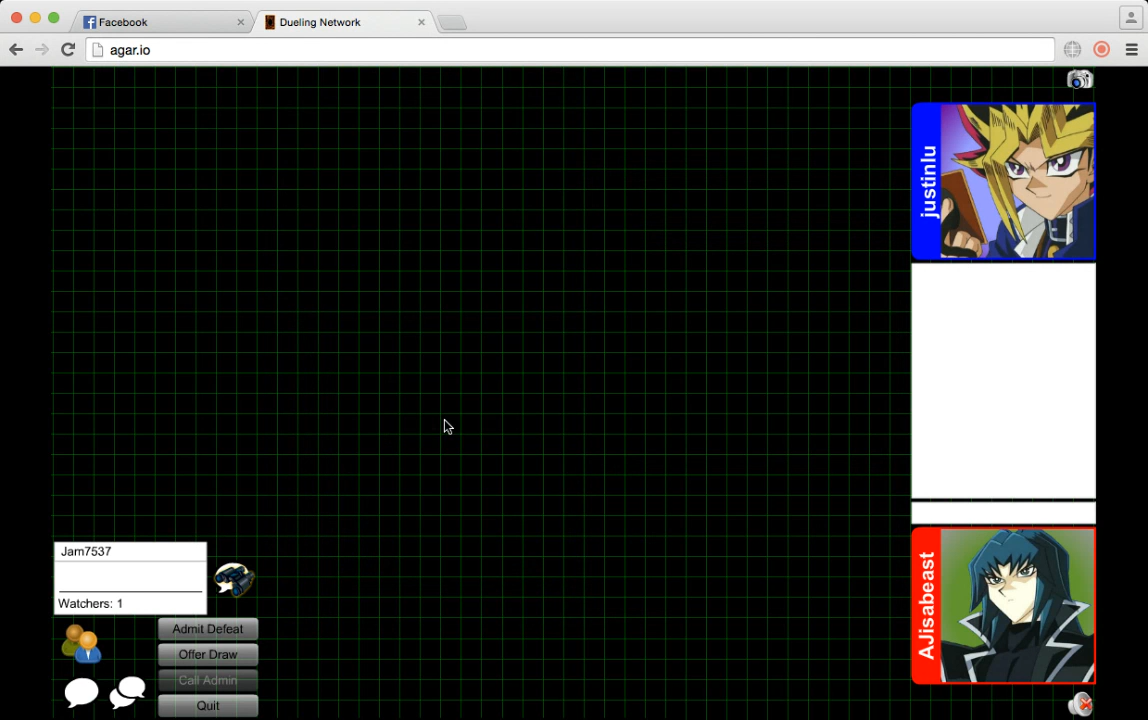 Facebook
Dueling Network
agar.io
justinlu
Jam7537
Watchers: 1
Admit Defeat
Offer Draw
Call Admin
Quit
AJisabeast